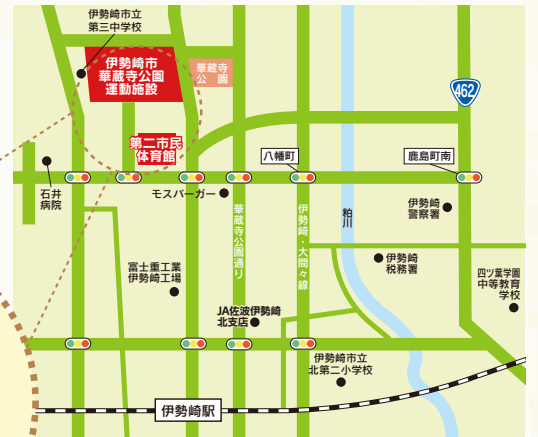 伊勢崎市立
第三中学校
伊勢崎市
華蔵寺公園
運動施設
華蔵寺
公 園
462
第二市民
体育館
八幡町
鹿島町南
石井
病院
モスバーガー
華蔵寺公園通り
伊勢崎・大間々線
粕川
伊勢崎
警察署
伊勢崎
税務署
四ツ葉学園
中等教育
学校
富士重工業
伊勢崎工場
JA佐波伊勢崎
北支店
伊勢崎市立
北第二小学校
伊勢崎駅